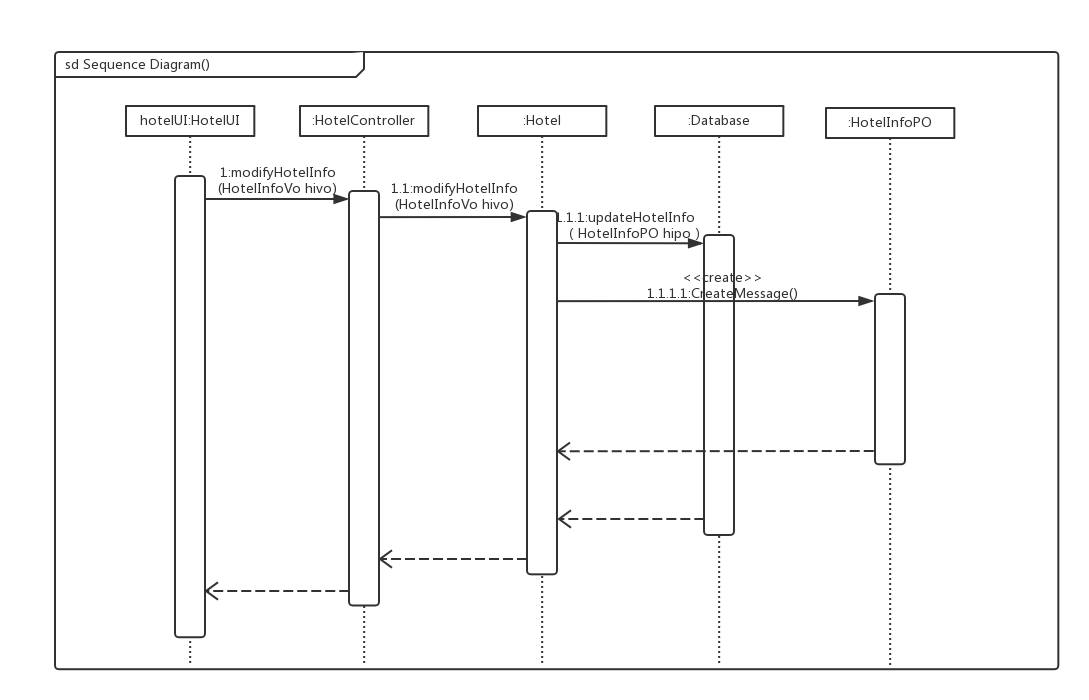 sd Sequence Diagram()
hotelUI:HotelUI
:HotelController
:Hotel
:Database
:HotelInfoPO
1:modifyHotelInfo
(HotelInfoVo hivo)
1.1:modifyHotelInfo
(HotelInfoVo hivo)
1.1.1:updateHotelInfo
( HotelInfoPO hipo )
<<create>>
1.1.1.1:CreateMessage()